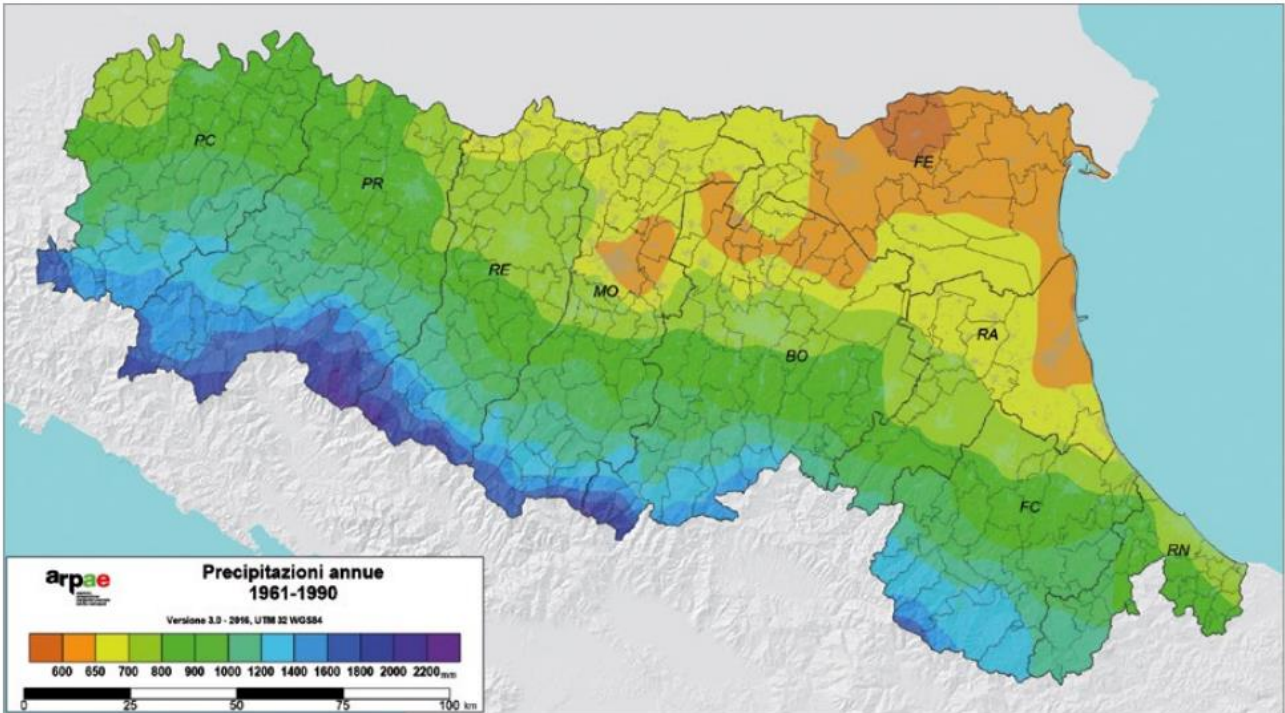 PC
PR
RE
MO
BO
FE
RA
FC
RN
arpae
Precipitazioni annue
1961-1990
Versione 3.0 - 2016, UTM 32 WGS84
600 650 700 800 900 1000 1200 1400 1600 1800 2000 2200 mm
0 25 50 75 100 km